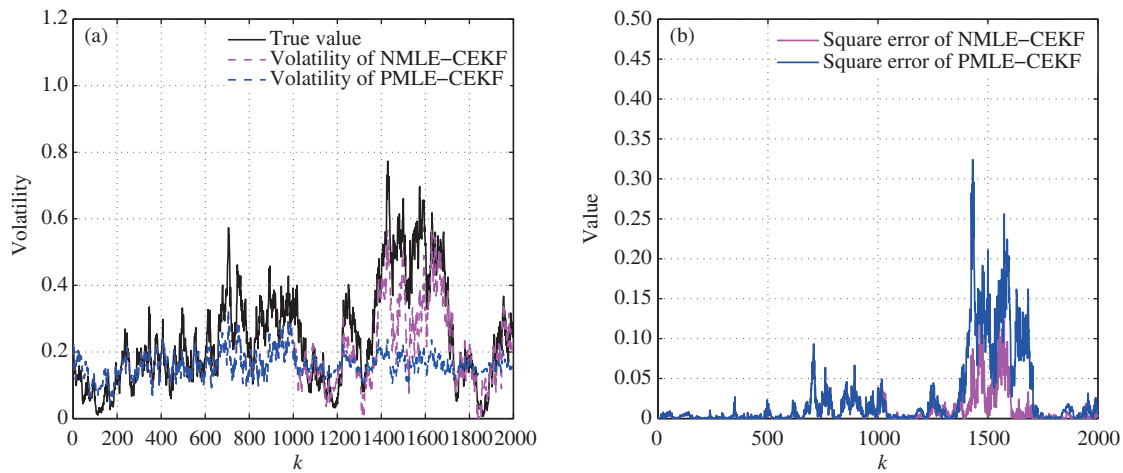 (a)
True value
Volatility of NMLE−CEKF
Volatility of PMLE−CEKF
Volatility
1.2
1.0
0.8
0.6
0.4
0.2
0
0 200 400 600 800 1000 1200 1400 1600 1800 2000
k
(b)
Square error of NMLE−CEKF
Square error of PMLE−CEKF
Value
0.50
0.45
0.40
0.35
0.30
0.25
0.20
0.15
0.10
0.05
0
0 500 1000 1500 2000
k